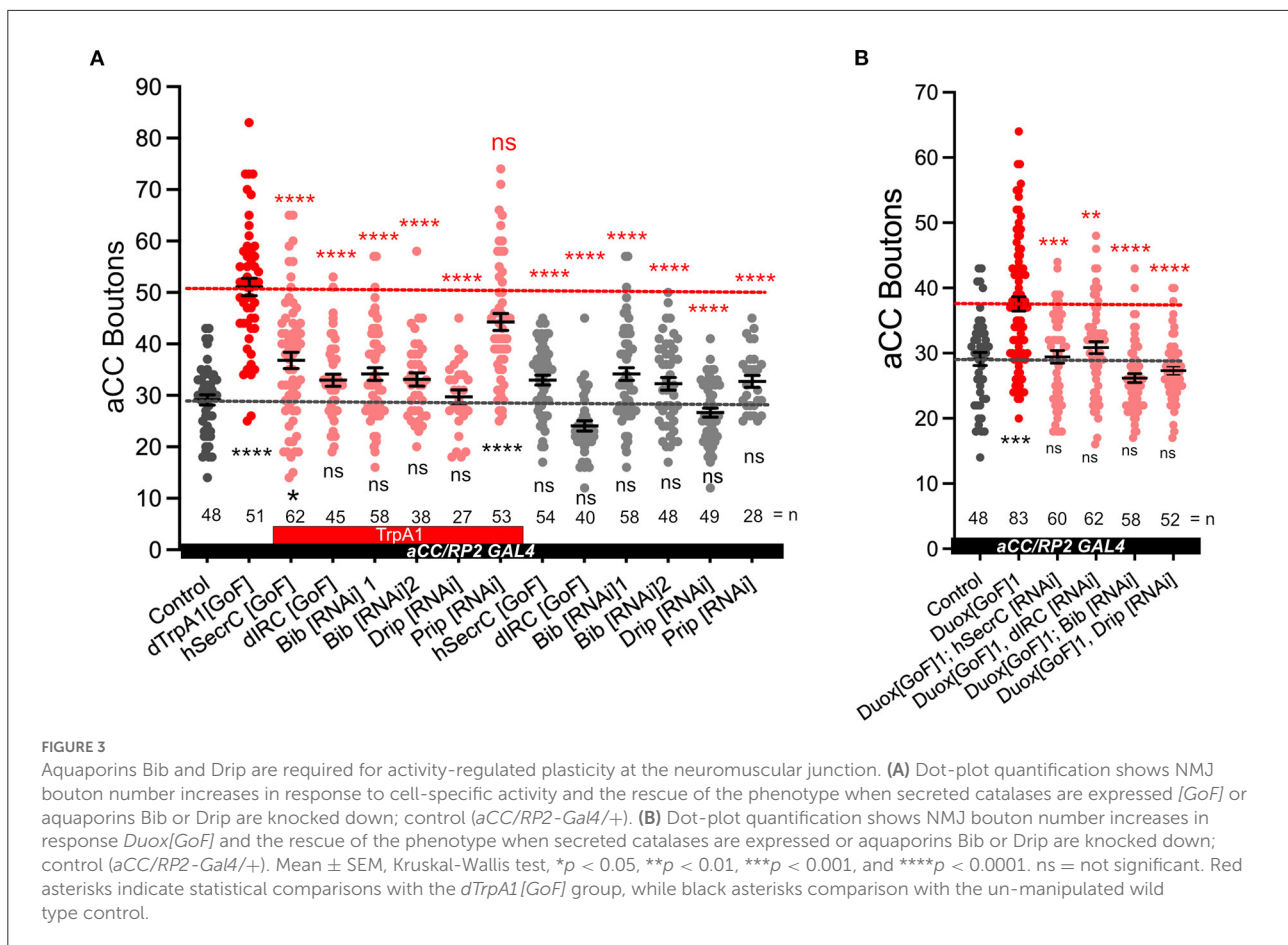 A
aCC Boutons
90
80
70
60
50
40
30
20
10
0
ns
**** **** **** **** **** **** **** **** **** **** ****
**** * ns ns ns ns **** ns ns ns ns ns ns
48 51 62 45 58 38 27 53 54 40 58 48 49 28 = n
TrpA1
aCC/RP2 GAL4
Control
dTrpA1[GoF]
hSecrC [GoF]
dIRC [GoF]
Bib [RNAi] 1
Bib [RNAi]2
Drip [RNAi]
Prip [RNAi]
hSecrC [GoF]
dIRC [GoF]
Bib [RNAi]1
Bib [RNAi]2
Drip [RNAi]
Prip [RNAi]
B
aCC Boutons
70
60
50
40
30
20
10
0
*** ** **** ****
*** ns ns ns ns
48 83 60 62 58 52 = n
aCC/RP2 GAL4
Control
Duox[GoF]1
Duox[GoF]1; hSecrC [RNAi]
Duox[GoF]1, dIRC [RNAi]
Duox[GoF]1; Bib [RNAi]
Duox[GoF]1, Drip [RNAi]
FIGURE 3
Aquaporins Bib and Drip are required for activity-regulated plasticity at the neuromuscular junction. (A) Dot-plot quantification shows NMJ
bouton number increases in response to cell-specific activity and the rescue of the phenotype when secreted catalases are expressed [GoF] or
aquaporins Bib or Drip are knocked down; control (aCC/RP2-Gal4/+). (B) Dot-plot quantification shows NMJ bouton number increases in
response Duox[GoF] and the rescue of the phenotype when secreted catalases are expressed or aquaporins Bib or Drip are knocked down;
control (aCC/RP2-Gal4/+). Mean ± SEM, Kruskal-Wallis test, *p < 0.05, **p < 0.01, ***p < 0.001, and ****p < 0.0001. ns = not significant. Red
asterisks indicate statistical comparisons with the dTrpA1[GoF] group, while black asterisks comparison with the un-manipulated wild
type control.